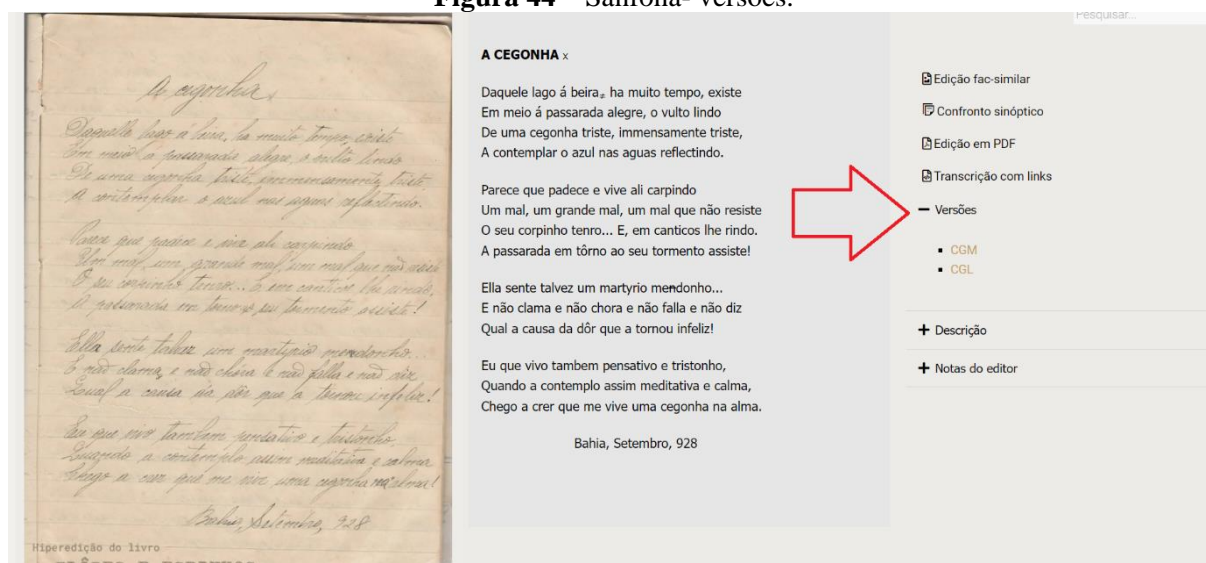 Figura 44 Sanfona- versões.
A cegonha
Daquelle lago á beira, ha muito tempo, existe
Em meio á passarada alegre, o vulto lindo
De uma cegonha triste, immensamente triste,
A contemplar o azul nas aguas reflectindo.
Parece que padece e vive ali carpindo
Um mal, um grande mal, um mal que não
O seu corpinho tenro... e em canticos lhe rindo,
A passarada em torno ao seu tormento assiste!
Ella sente talvez um martyrio mendonho...
E não clama, e não chora e não falla e não diz
Qual a causa da dôr que a tornou infeliz!
Eu que vivo tambem pensativo e tristonho,
Quando a contemplo assim meditativa e calma
Chego a crer que me vive uma cegonha na alma!
Bahia, Setembro, 928
Hiperedição do livro
A CEGONHA x
Daquele lago á beira, ha muito tempo, existe
Em meio á passarada alegre, o vulto lindo
De uma cegonha triste, immensamente triste,
A contemplar o azul nas aguas reflectindo.
Parece que padece e vive ali carpindo
Um mal, um grande mal, um mal que não resiste
O seu corpinho tenro... E, em canticos lhe rindo.
A passarada em tôrno ao seu tormento assiste!
Ella sente talvez um martyrio mendonho...
E não clama e não chora e não falla e não diz
Qual a causa da dôr que a tornou infeliz!
Eu que vivo tambem pensativo e tristonho,
Quando a contemplo assim meditativa e calma,
Chego a crer que me vive uma cegonha na alma.
Bahia, Setembro, 928
Pesquisar...
Edição fac-similar
Confronto sinóptico
Edição em PDF
Transcrição com links
Versões
CGM
CGL
Descrição
Notas do editor